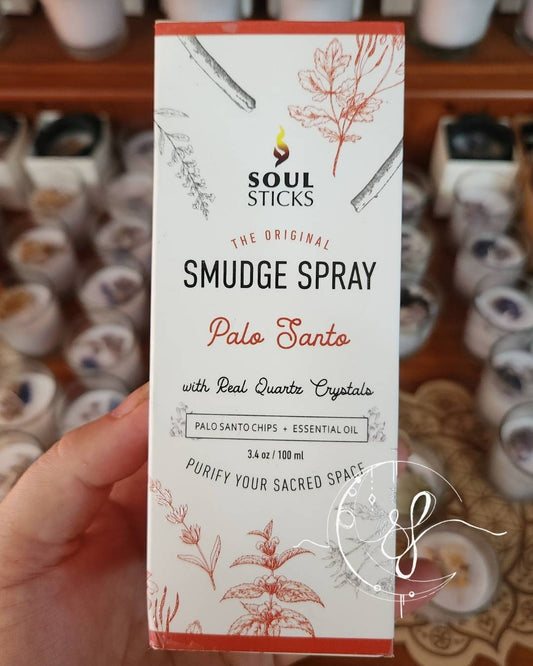 SOUL
STICKS
THE ORIGINAL
SMUDGE SPRAY
Palo Santo
with Real Quartz Crystals
PALO SANTO CHIPS + ESSENTIAL OIL
3.4 oz / 100 ml
PURIFY YOUR SACRED SPACE